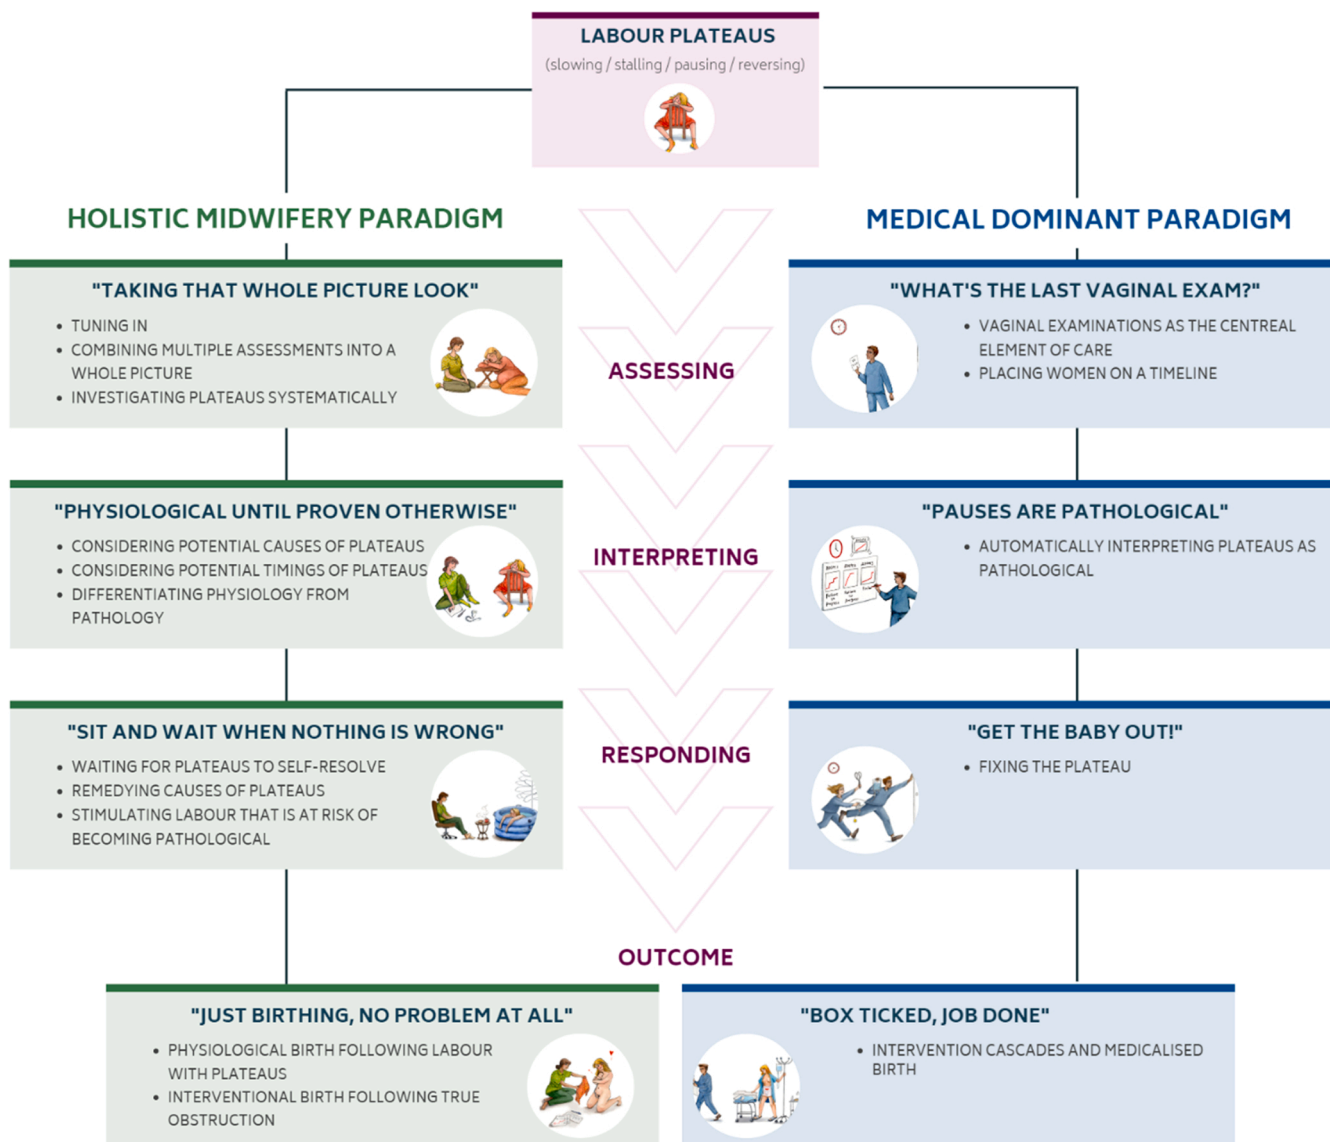 LABOUR PLATEAUS
(slowing / stalling / pausing / reversing)
HOLISTIC MIDWIFERY PARADIGM
MEDICAL DOMINANT PARADIGM
"TAKING THAT WHOLE PICTURE LOOK"
• TUNING IN
• COMBINING MULTIPLE ASSESSMENTS INTO A
WHOLE PICTURE
• INVESTIGATING PLATEAUS SYSTEMATICALLY
ASSESSING
"WHAT'S THE LAST VAGINAL EXAM?"
• VAGINAL EXAMINATIONS AS THE CENTREAL
ELEMENT OF CARE
• PLACING WOMEN ON A TIMELINE
"PHYSIOLOGICAL UNTIL PROVEN OTHERWISE"
• CONSIDERING POTENTIAL CAUSES OF PLATEAUS
• CONSIDERING POTENTIAL TIMINGS OF PLATEAUS
• DIFFERENTIATING PHYSIOLOGY FROM
PATHOLOGY
INTERPRETING
"PAUSES ARE PATHOLOGICAL"
• AUTOMATICALLY INTERPRETING PLATEAUS AS
PATHOLOGICAL
"SIT AND WAIT WHEN NOTHING IS WRONG"
• WAITING FOR PLATEAUS TO SELF-RESOLVE
• REMEDYING CAUSES OF PLATEAUS
• STIMULATING LABOUR THAT IS AT RISK OF
BECOMING PATHOLOGICAL
RESPONDING
"GET THE BABY OUT!"
• FIXING THE PLATEAU
OUTCOME
"JUST BIRTHING, NO PROBLEM AT ALL"
• PHYSIOLOGICAL BIRTH FOLLOWING LABOUR
WITH PLATEAUS
• INTERVENTIONAL BIRTH FOLLOWING TRUE
OBSTRUCTION
"BOX TICKED, JOB DONE"
• INTERVENTION CASCADES AND MEDICALISED
BIRTH